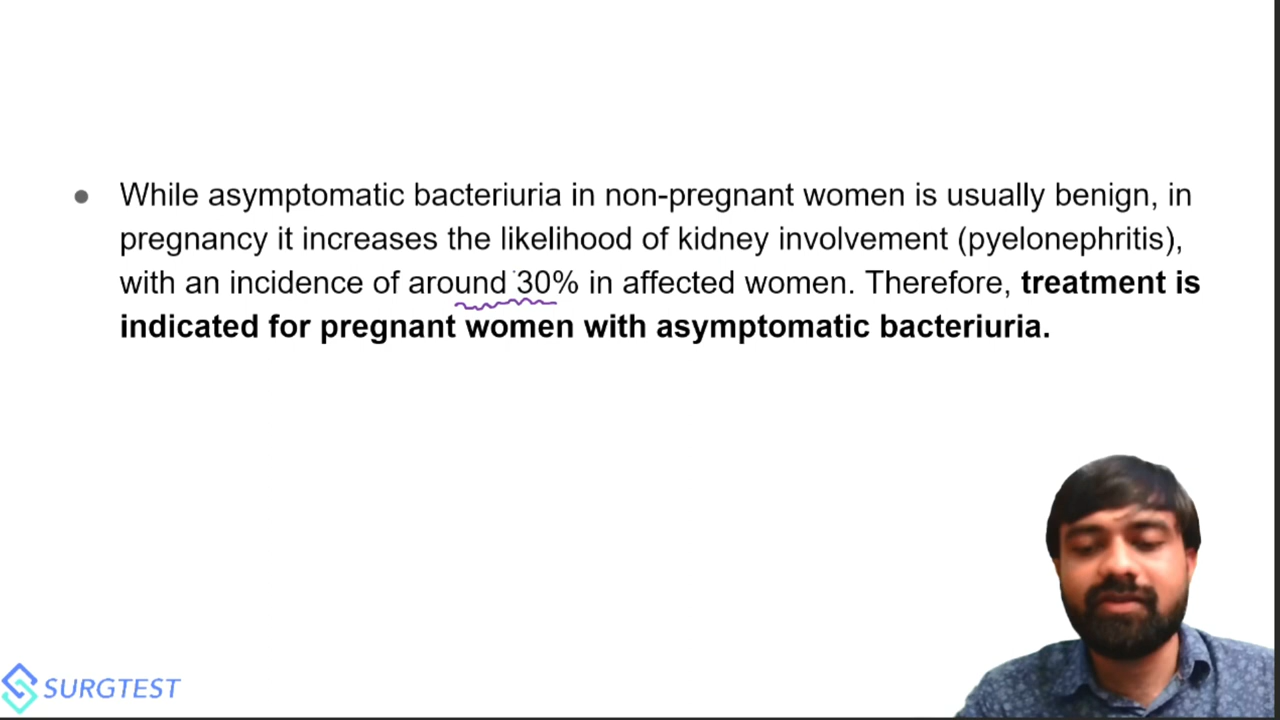 ● While asymptomatic bacteriuria in non-pregnant women is usually benign, in
pregnancy it increases the likelihood of kidney involvement (pyelonephritis),
with an incidence of around 30% in affected women. Therefore, treatment is
indicated for pregnant women with asymptomatic bacteriuria.
SURGTEST